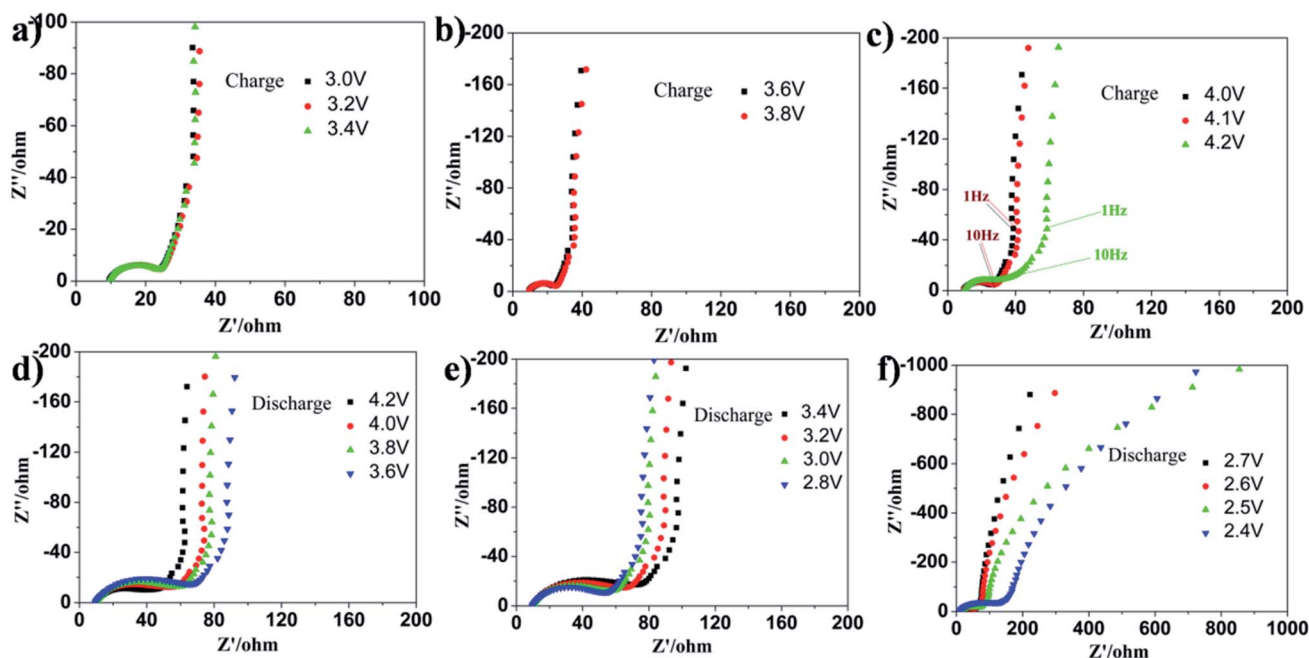 a)
-100
-80
-60
-40
-20
0
Z''/ohm
Charge
3.0V
3.2V
3.4V
0 20 40 60 80 100
Z'/ohm
b)
-200
-160
-120
-80
-40
0
Z''/ohm
Charge
3.6V
3.8V
0 40 80 120 160 200
Z'/ohm
c)
-200
-160
-120
-80
-40
0
Z''/ohm
Charge
4.0V
4.1V
4.2V
1Hz
10Hz
1Hz
10Hz
0 40 80 120 160 200
Z'/ohm
d)
-200
-160
-120
-80
-40
0
Z''/ohm
Discharge
4.2V
4.0V
3.8V
3.6V
0 40 80 120 160 200
Z'/ohm
e)
-200
-160
-120
-80
-40
0
Z''/ohm
Discharge
3.4V
3.2V
3.0V
2.8V
0 40 80 120 160 200
Z'/ohm
f)
-1000
-800
-600
-400
-200
0
Z''/ohm
Discharge
2.7V
2.6V
2.5V
2.4V
0 200 400 600 800 1000
Z'/ohm